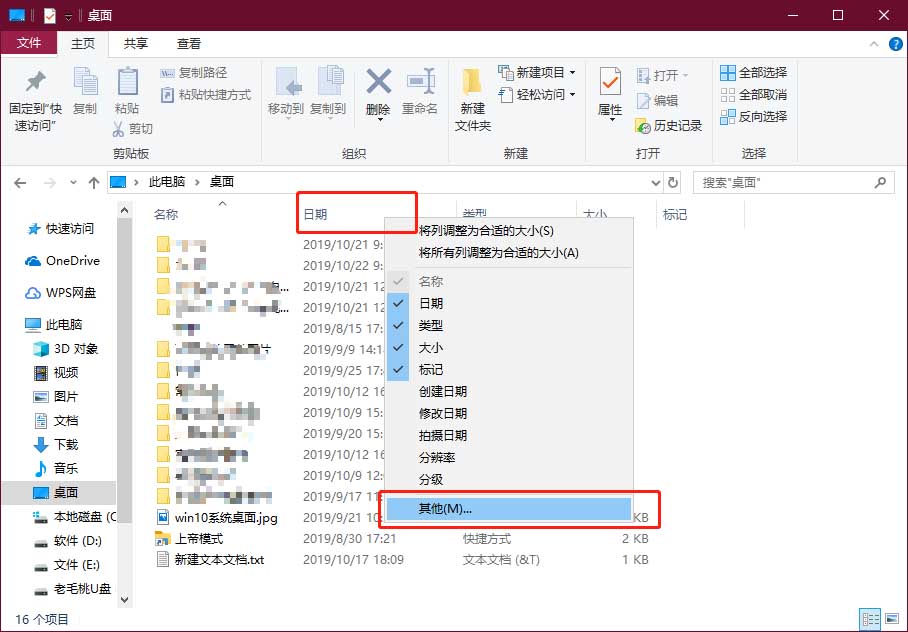 桌面
文件 主页 共享 查看
固定到"快速访问"
复制
粘贴
复制路径
粘贴快捷方式
剪切
移动到
复制到
删除
重命名
新建文件夹
新建项目
轻松访问
属性
打开
编辑
历史记录
全部选择
全部取消
反向选择
剪贴板 组织 新建 打开 选择
此电脑 桌面
搜索"桌面"
名称 日期 类型 大小 标记
快速访问
OneDrive
WPS网盘
此电脑
3D 对象
视频
图片
文档
下载
音乐
桌面
本地磁盘 (C
软件 (D:)
文件 (E:)
老毛桃U盘
2019/10/21 9:
2019/10/22 9:
2019/10/21 12
2019/10/21 12
2019/8/15 17:
2019/9/9 14:1
2019/9/25 17:
2019/10/12 16
2019/10/9 15:
2019/9/20 15:
2019/10/12 16
2019/10/9 12:
2019/9/17 11:
win10系统桌面.jpg 2019/9/21 10: KB
上帝模式 2019/8/30 17:21 快捷方式 2 KB
新建文本文档.txt 2019/10/17 18:09 文本文档 (&T) 1 KB
将列调整为合适的大小(S)
将所有列调整为合适的大小(A)
名称
日期
类型
大小
标记
创建日期
修改日期
拍摄日期
分辨率
分级
其他(M)...
16 个项目